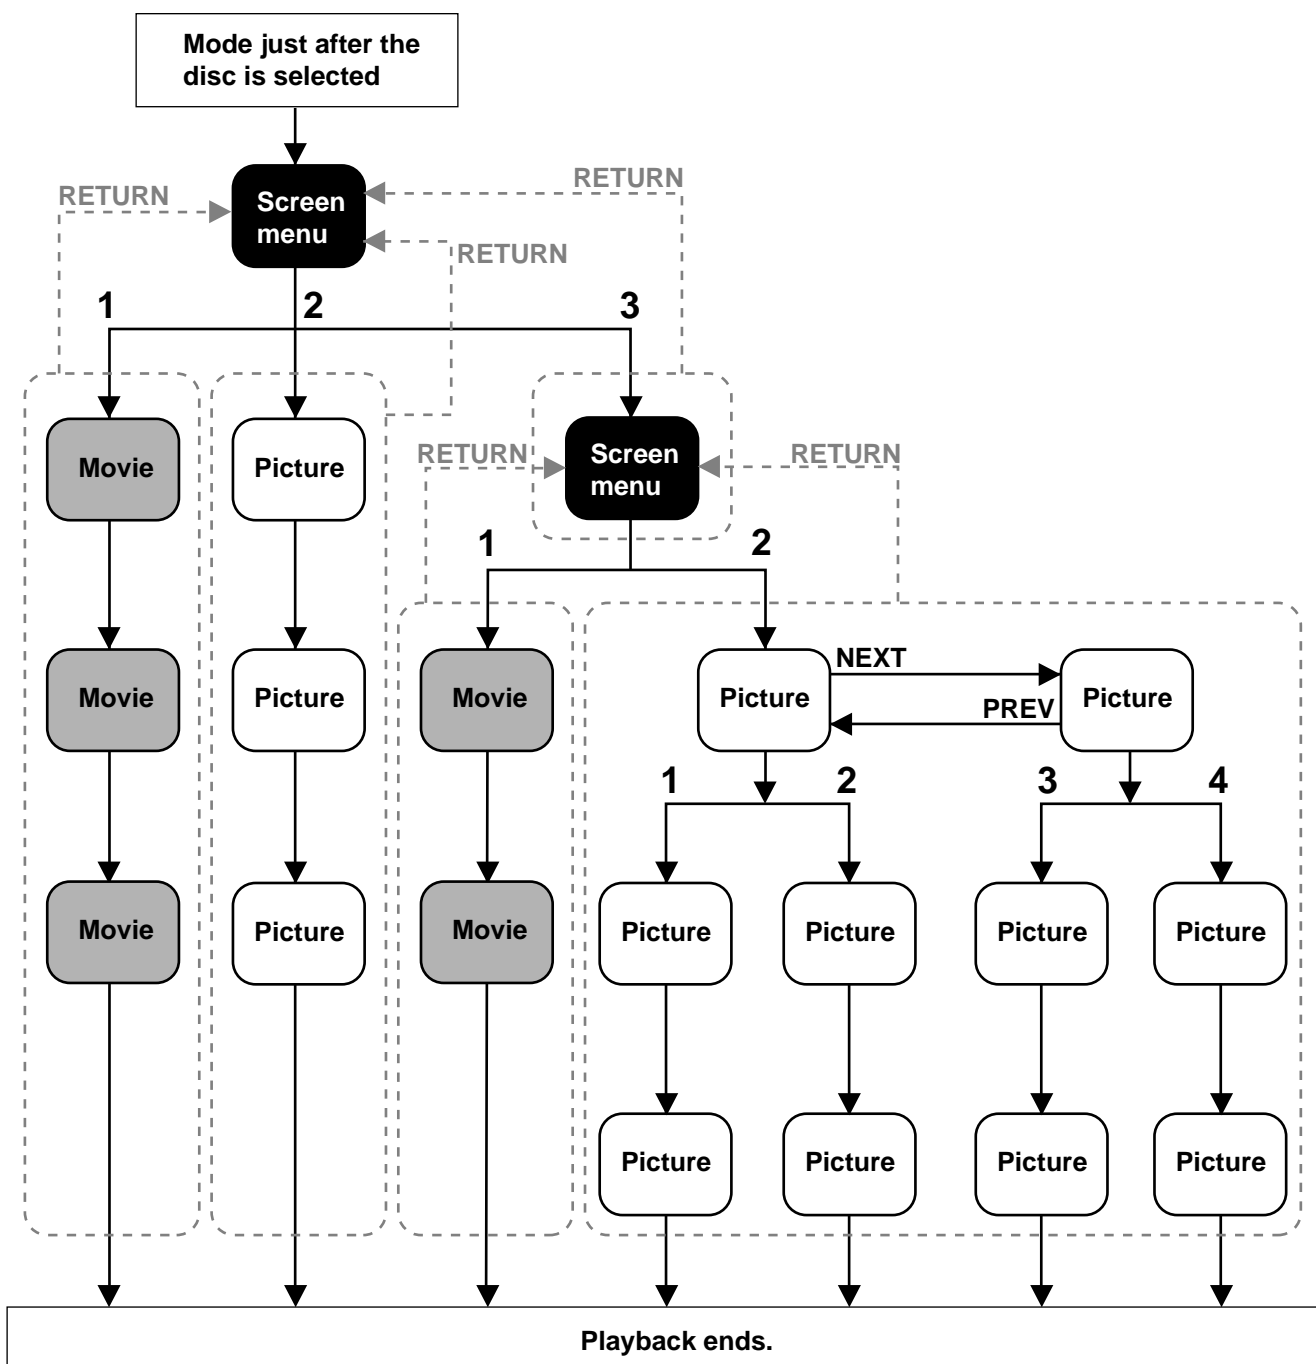 Mode just after the
disc is selected
RETURN
RETURN
Screen
menu
RETURN
1
2
3
Movie
Picture
RETURN
Screen
menu
RETURN
1
2
Movie
Picture
Movie
Picture
NEXT
PREV
Picture
1
2
3
4
Movie
Picture
Movie
Picture
Picture
Picture
Picture
Picture
Picture
Picture
Picture
Playback ends.